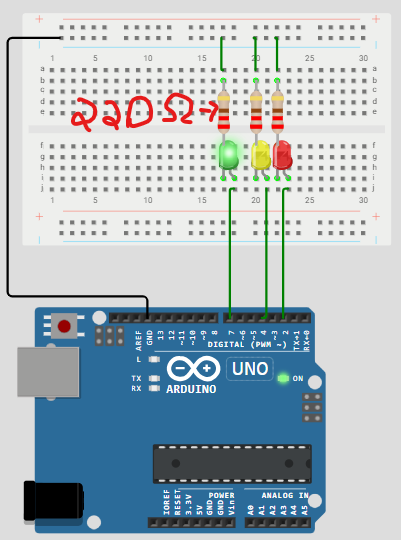 1 5 10 15 20 25 30
a a
b b
c c
d d
e e
220Ω→
f f
g g
h h
i i
j j
1 5 10 15 20 25 30
AREF
GND
13
12
~11
~10
~9
8
7
~6
~5
4
~3
2
TX→1
RX←0
DIGITAL (PWM ~)
L
TX
RX
UNO
ON
ARDUINO
IOREF
RESET
3.3V
5V
GND
GND
Vin
POWER
ANALOG IN
A0
A1
A2
A3
A4
A5